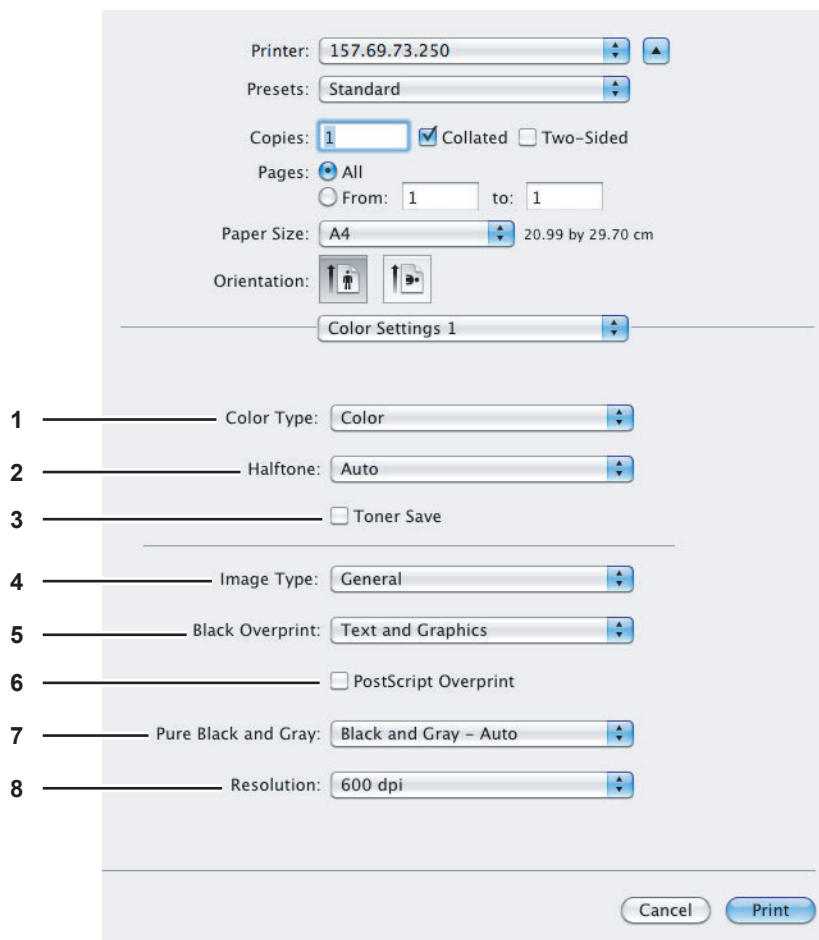 Printer: 157.69.73.250
Presets: Standard
Copies: 1 Collated Two-Sided
Pages: All
From: 1 to: 1
Paper Size: A4 20.99 by 29.70 cm
Orientation:
Color Settings 1
1 Color Type: Color
2 Halftone: Auto
3 Toner Save
4 Image Type: General
5 Black Overprint: Text and Graphics
6 PostScript Overprint
7 Pure Black and Gray: Black and Gray – Auto
8 Resolution: 600 dpi
Cancel Print